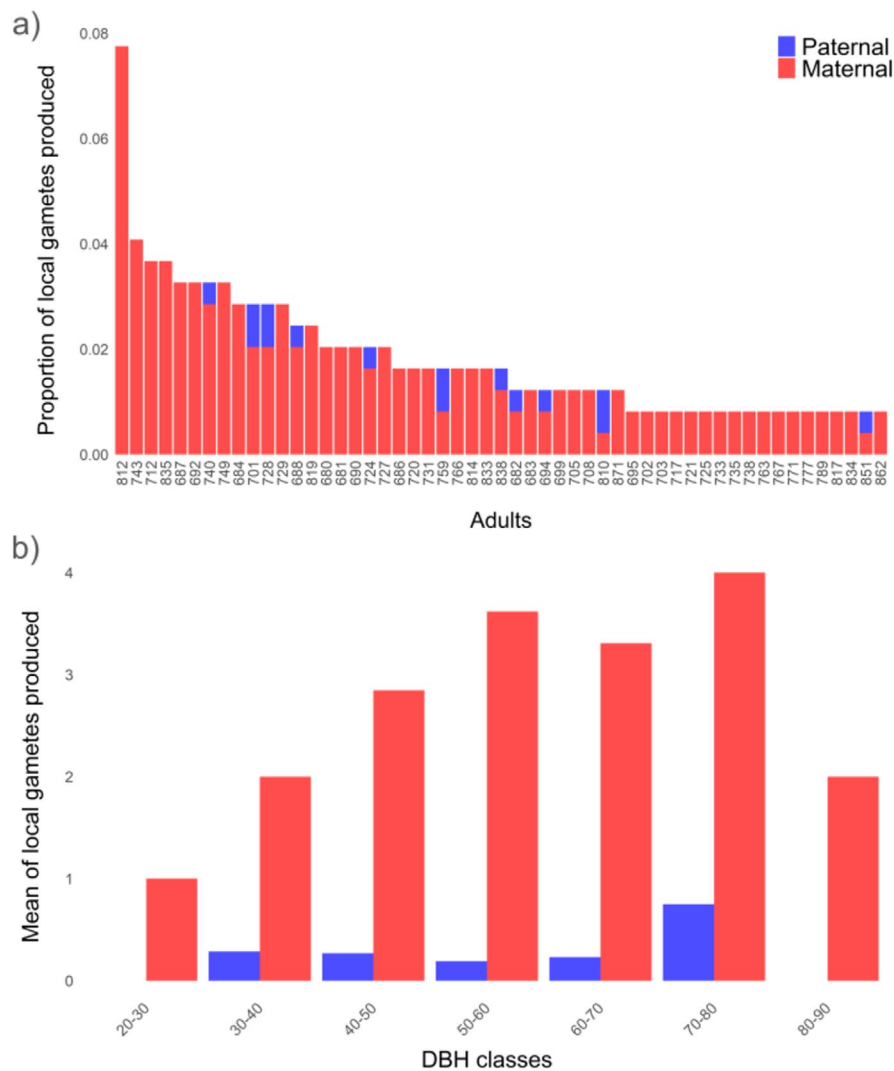 a)
Proportion of local gametes produced
0.08
0.06
0.04
0.02
0.00
Paternal
Maternal
812 743 712 835 687 692 740 749 684 701 728 729 688 819 680 681 690 724 727 686 720 731 759 766 814 833 838 682 683 694 699 705 708 810 871 695 702 703 717 721 725 733 735 738 763 767 771 777 789 817 834 851 862
Adults
b)
Mean of local gametes produced
4
3
2
1
0
20-30 30-40 40-50 50-60 60-70 70-80 80-90
DBH classes